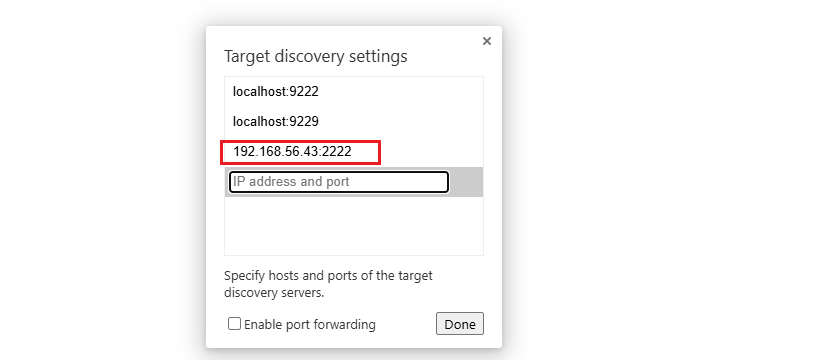 Target discovery settings
localhost:9222
localhost:9229
192.168.56.43:2222
IP address and port
Specify hosts and ports of the target
discovery servers.
Enable port forwarding
Done